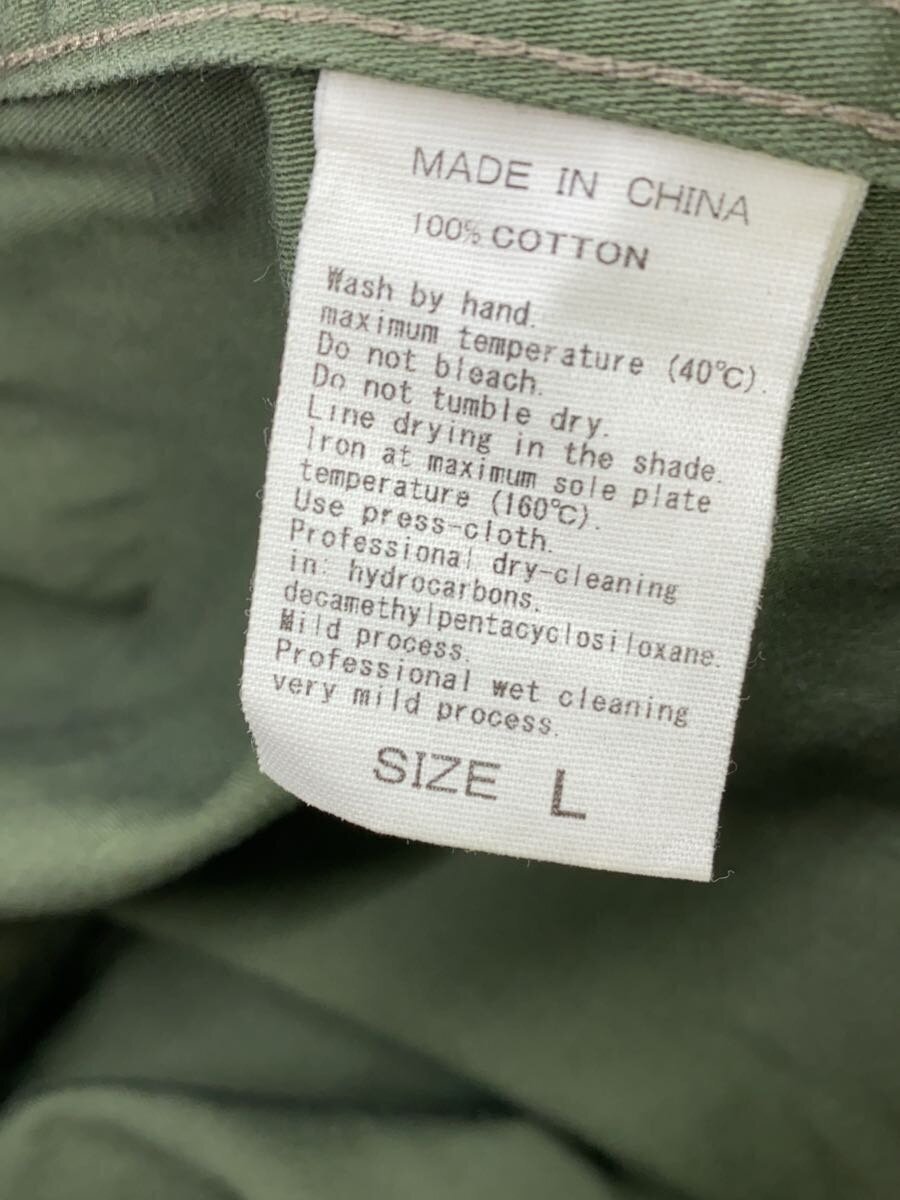 MADE IN CHINA
100% COTTON
Wash by hand.
maximum temperature (40℃).
Do not bleach.
Do not tumble dry.
Line drying in the shade.
Iron at maximum sole plate
temperature (160℃).
Use press-cloth.
Professional dry-cleaning
in: hydrocarbons.
decamethylpentacyclosiloxane.
Mild process.
Professional wet cleaning
very mild process.
SIZE L